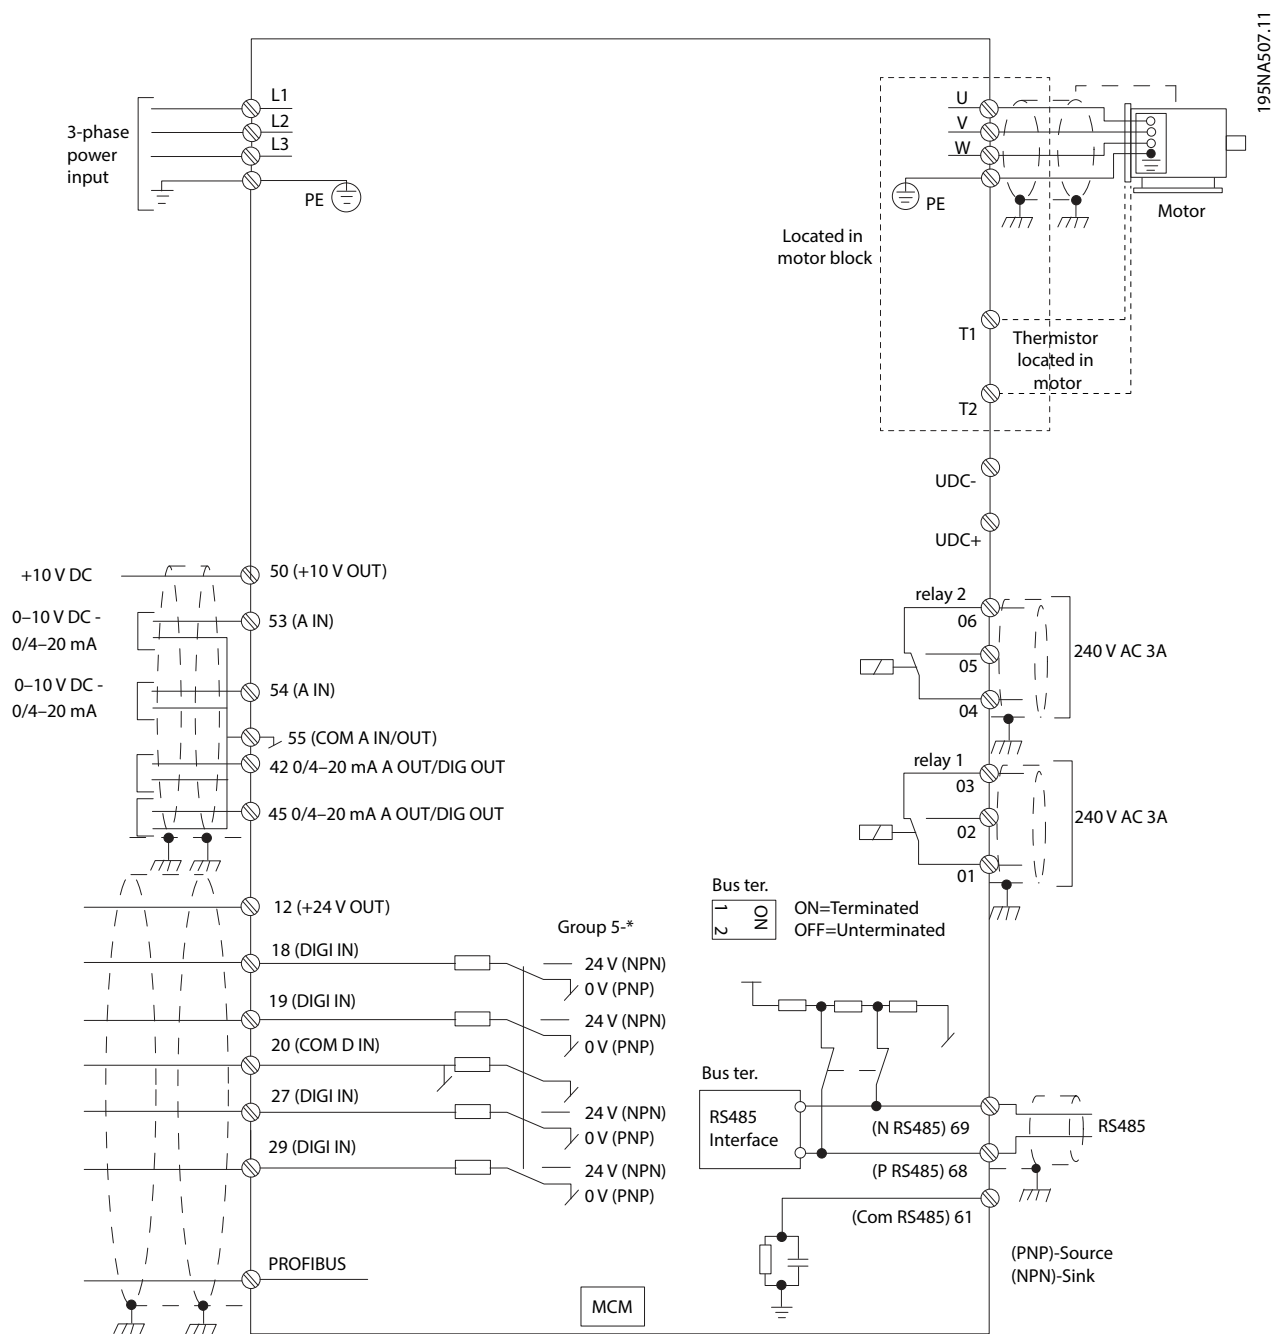 195NA507.11
3-phase
power
input
L1
L2
L3
PE
U
V
W
PE
Motor
Located in
motor block
T1
Thermistor
located in
motor
T2
UDC-
UDC+
+10 V DC
50 (+10 V OUT)
0–10 V DC -
0/4–20 mA
53 (A IN)
0–10 V DC -
0/4–20 mA
54 (A IN)
55 (COM A IN/OUT)
42 0/4–20 mA A OUT/DIG OUT
45 0/4–20 mA A OUT/DIG OUT
relay 2
06
05
04
240 V AC 3A
relay 1
03
02
01
240 V AC 3A
12 (+24 V OUT)
18 (DIGI IN)
19 (DIGI IN)
20 (COM D IN)
27 (DIGI IN)
29 (DIGI IN)
PROFIBUS
Group 5-*
24 V (NPN)
0 V (PNP)
24 V (NPN)
0 V (PNP)
24 V (NPN)
0 V (PNP)
24 V (NPN)
0 V (PNP)
Bus ter.
1 2
ON
ON=Terminated
OFF=Unterminated
Bus ter.
RS485
Interface
(N RS485) 69
(P RS485) 68
RS485
(Com RS485) 61
(PNP)-Source
(NPN)-Sink
MCM